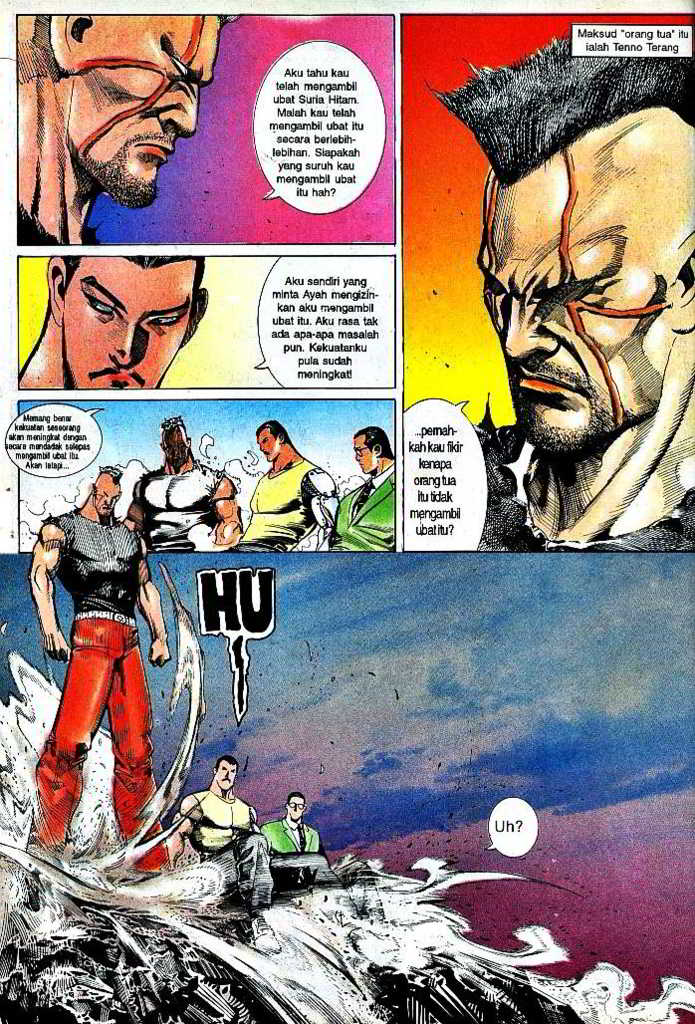 Aku tahu kau
telah mengambil
ubat Suria Hitam.
Malah kau telah
mengambil ubat itu
secara berlebih-
lebihan. Siapakah
yang suruh kau
mengambil ubat
itu hah?
Aku sendiri yang
minta Ayah mengizin-
kan aku mengambil
ubat itu. Aku rasa tak
ada apa-apa masalah
pun. Kekuatanku
pula sudah
meningkat!
Memang benar
kekuatan seseorang
akan meningkat dengan
secara mendadak selepas
mengambil ubat itu.
Akan tetapi...
Maksud "orang tua" itu
ialah Tenno Terang
...pernah-
kah kau fikir
kenapa
orang tua
itu tidak
mengambil
ubat itu?
HU
!
Uh?